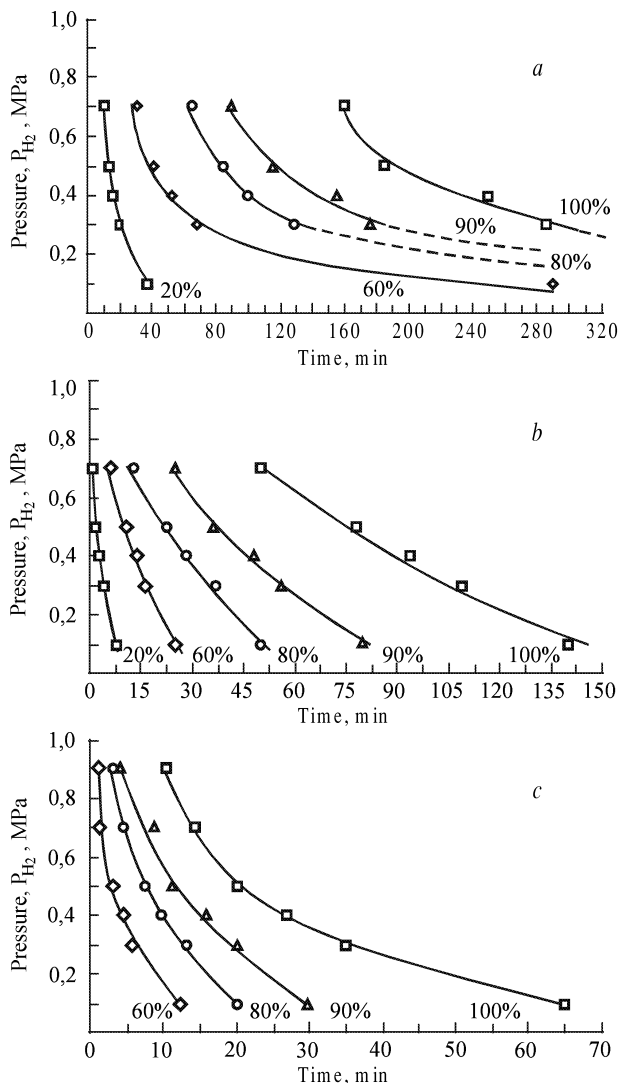 1,0
a
0,8
0,6
0,4
0,2
Pressure, P_H2, MPa
100%
90%
80%
20%
60%
0 40 80 120 160 200 240 280 320
Time, min
1,0
b
0,8
0,6
0,4
0,2
Pressure, P_H2, MPa
20% 60% 80% 90% 100%
0 15 30 45 60 75 90 105 120 135 150
Time, min
1,0
c
0,8
0,6
0,4
0,2
Pressure, P_H2, MPa
60% 80% 90% 100%
0 10 20 30 40 50 60 70
Time, min